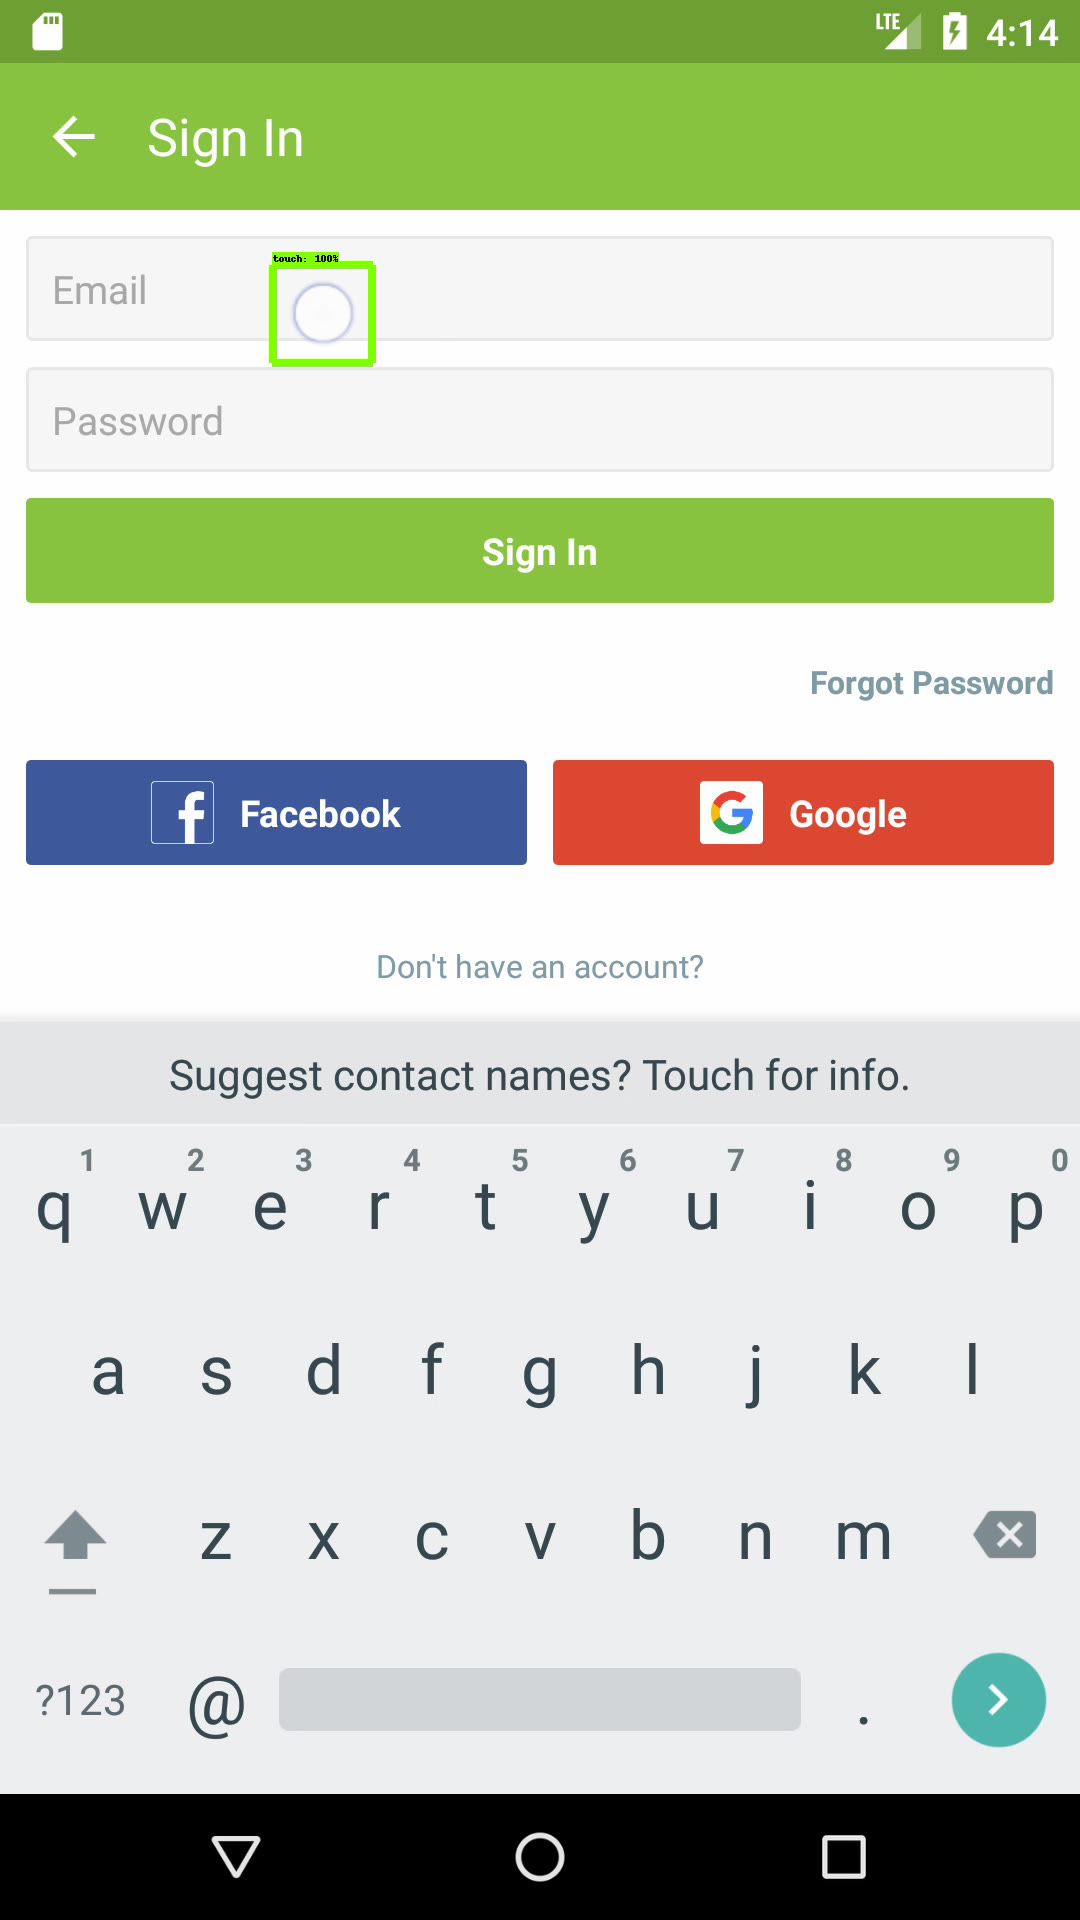 LTE 4:14
Sign In
touch: 100%
Email
Password
Sign In
Forgot Password
Facebook Google
Don't have an account?
Suggest contact names? Touch for info.
1 2 3 4 5 6 7 8 9 0
q w e r t y u i o p
a s d f g h j k l
z x c v b n m
?123 @ .